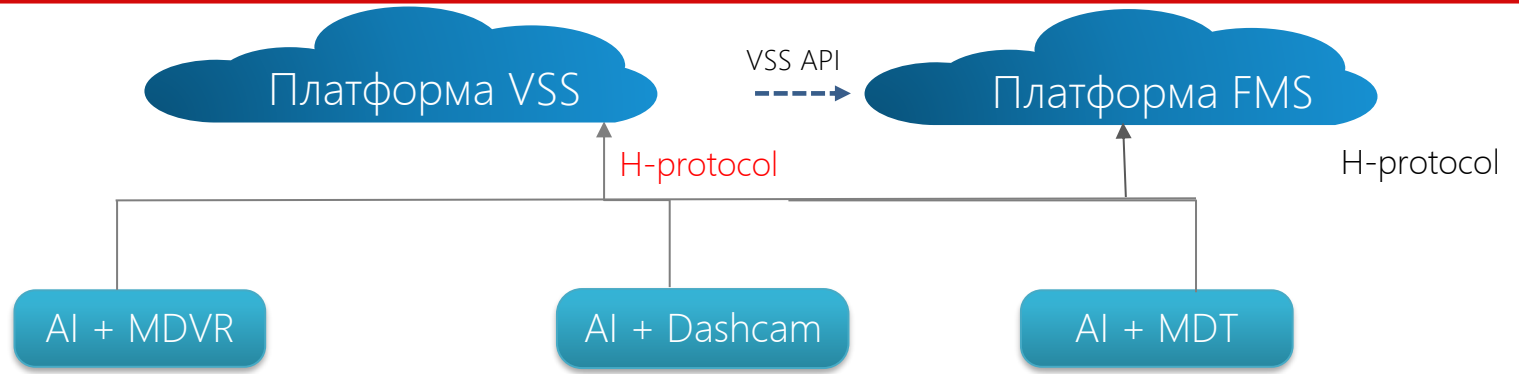 VSS API
Платформа VSS
Платформа FMS
H-protocol
H-protocol
AI + MDVR
AI + Dashcam
AI + MDT